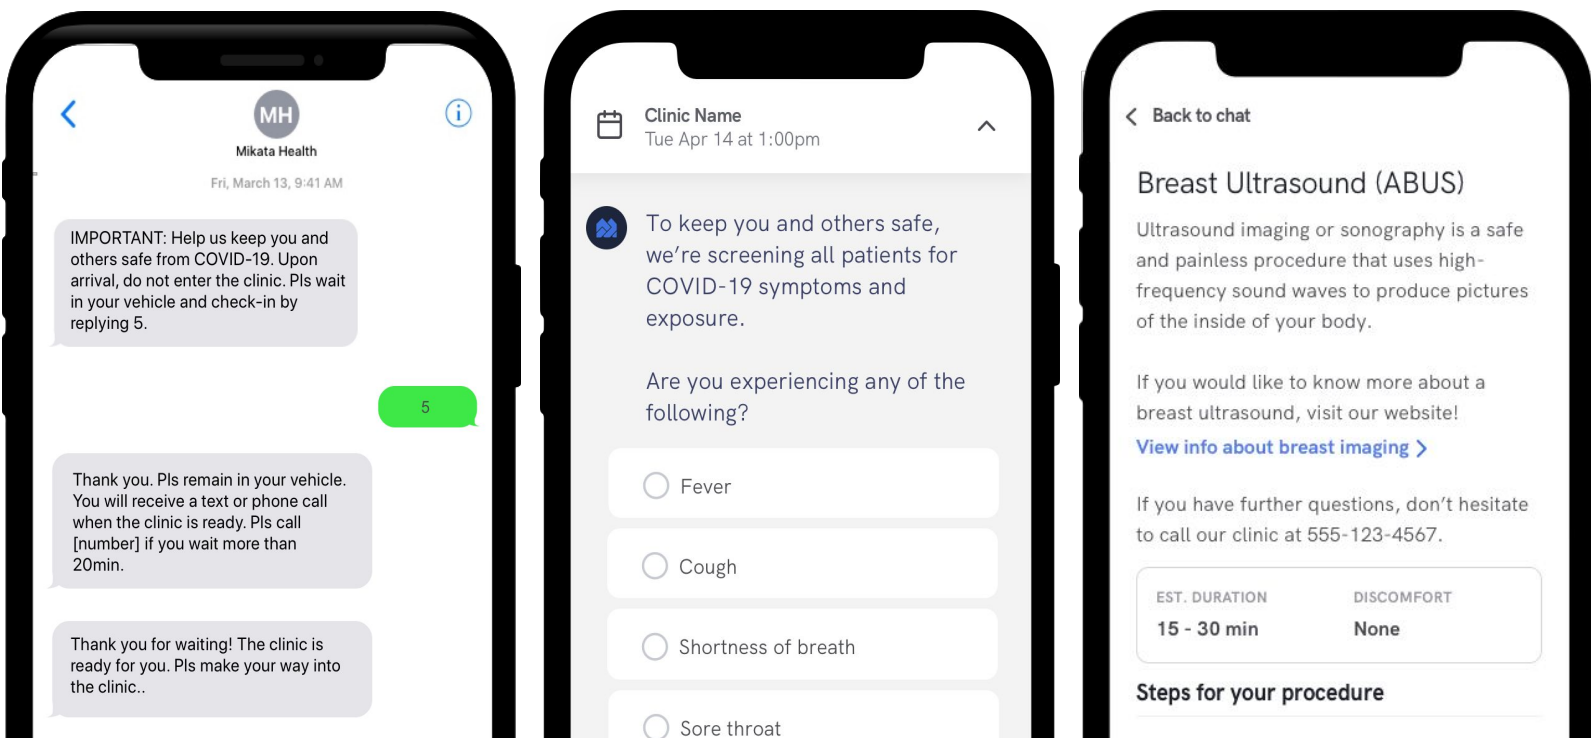 MH
Mikata Health
Fri, March 13, 9:41 AM
IMPORTANT: Help us keep you and
others safe from COVID-19. Upon
arrival, do not enter the clinic. Pls wait
in your vehicle and check-in by
replying 5.
5
Thank you. Pls remain in your vehicle.
You will receive a text or phone call
when the clinic is ready. Pls call
[number] if you wait more than
20min.
Thank you for waiting! The clinic is
ready for you. Pls make your way into
the clinic..
Clinic Name
Tue Apr 14 at 1:00pm
To keep you and others safe,
we're screening all patients for
COVID-19 symptoms and
exposure.
Are you experiencing any of the
following?
Fever
Cough
Shortness of breath
Sore throat
Back to chat
Breast Ultrasound (ABUS)
Ultrasound imaging or sonography is a safe
and painless procedure that uses high-
frequency sound waves to produce pictures
of the inside of your body.
If you would like to know more about a
breast ultrasound, visit our website!
View info about breast imaging
If you have further questions, don't hesitate
to call our clinic at 555-123-4567.
EST. DURATION DISCOMFORT
15 - 30 min None
Steps for your procedure